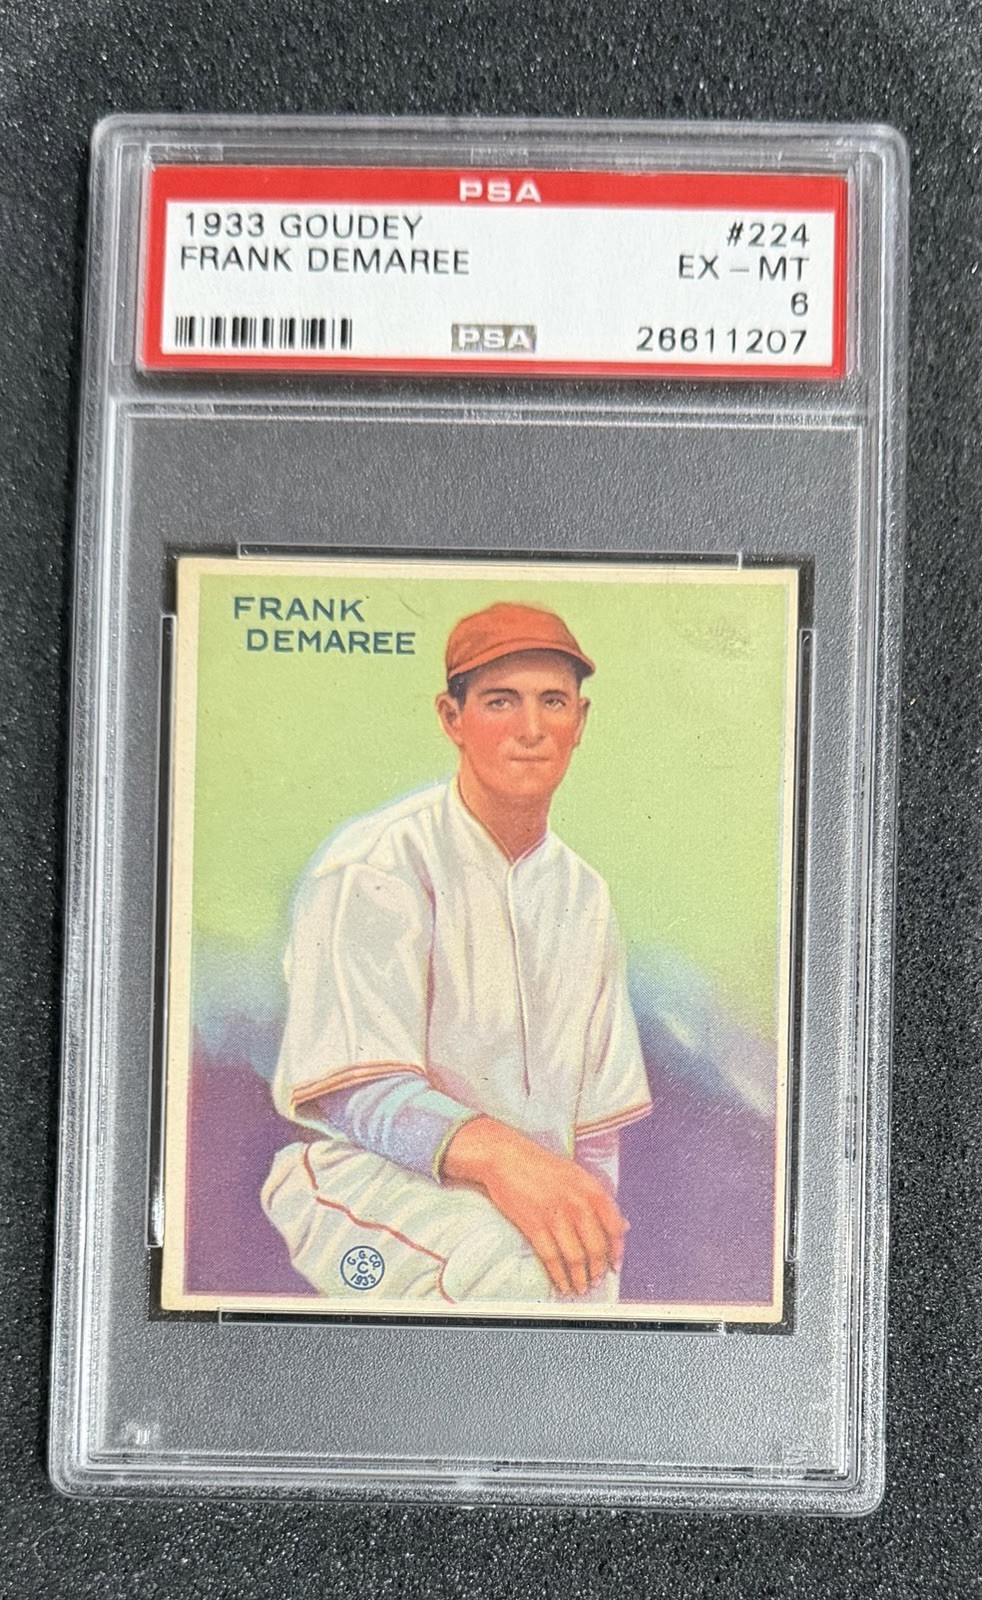 PSA
1933 GOUDEY #224
FRANK DEMAREE EX - MT
6
PSA 26611207
FRANK
DEMAREE
G.G.CO.
C
1933